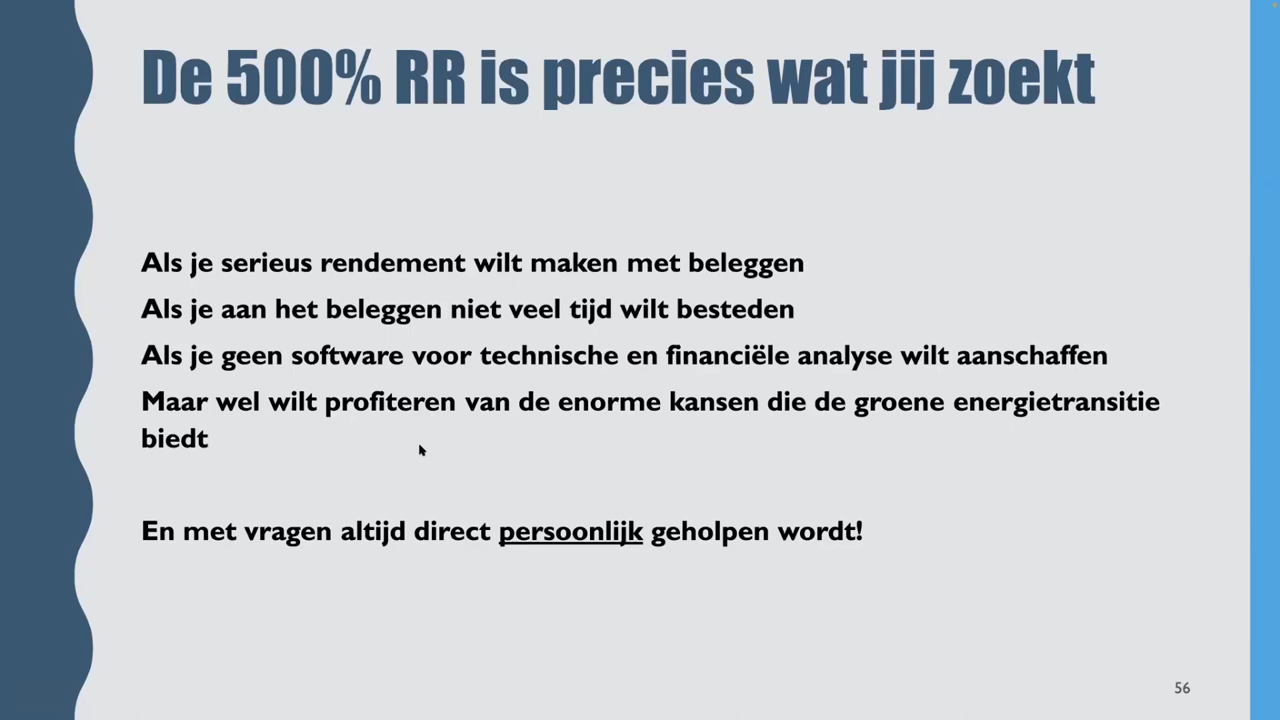 De 500% RR is precies wat jij zoekt
Als je serieus rendement wilt maken met beleggen
Als je aan het beleggen niet veel tijd wilt besteden
Als je geen software voor technische en financiële analyse wilt aanschaffen
Maar wel wilt profiteren van de enorme kansen die de groene energietransitie
biedt
En met vragen altijd direct persoonlijk geholpen wordt!
56